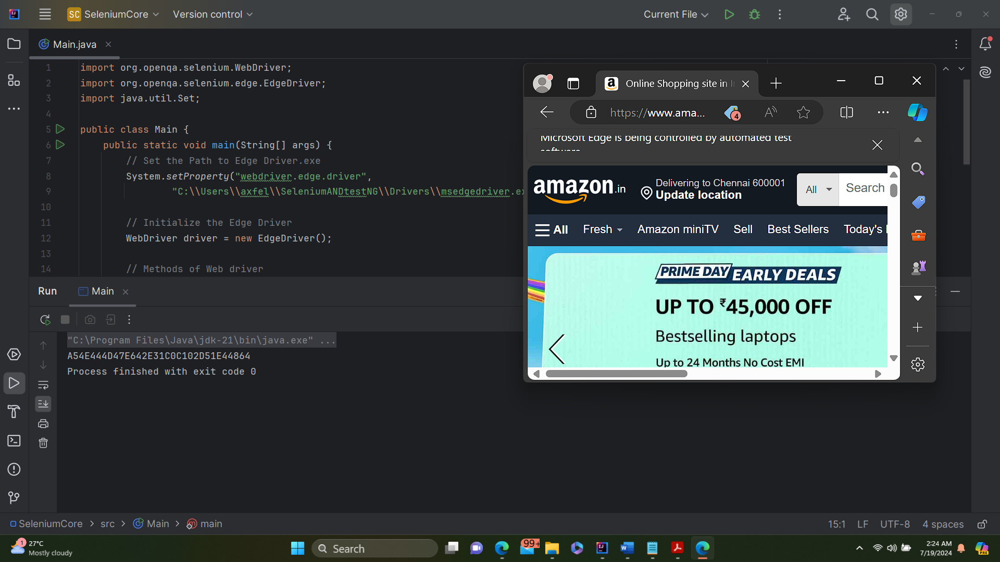 SC SeleniumCore
Version control
Current File
Main.java
1 import org.openqa.selenium.WebDriver;
2 import org.openqa.selenium.edge.EdgeDriver;
3 import java.util.Set;
4
5 public class Main {
6 public static void main(String[] args) {
7 // Set the Path to Edge Driver.exe
8 System.setProperty("webdriver.edge.driver",
9 "C:\\Users\\axfel\\SeleniumANDtestNG\\Drivers\\msedgedriver.ex
10
11 // Initialize the Edge Driver
12 WebDriver driver = new EdgeDriver();
13
14 // Methods of Web driver
Online Shopping site in I
https://www.ama...
4
Microsoft Edge is being controlled by automated test
software.
amazon.in
Delivering to Chennai 600001
Update location
All
Search
All
Fresh
Amazon miniTV
Sell
Best Sellers
Today's
PRIME DAY EARLY DEALS
UP TO ₹45,000 OFF
Bestselling laptops
Up to 24 Months No Cost EMI
Run
Main
"C:\Program Files\Java\jdk-21\bin\java.exe" ...
A54E444D47E642E31C0C102D51E44864
Process finished with exit code 0
SeleniumCore > src > Main > main
15:1 LF UTF-8 4 spaces
1
27°C
Mostly cloudy
Search
99+
PRE
2:24 AM
7/19/2024